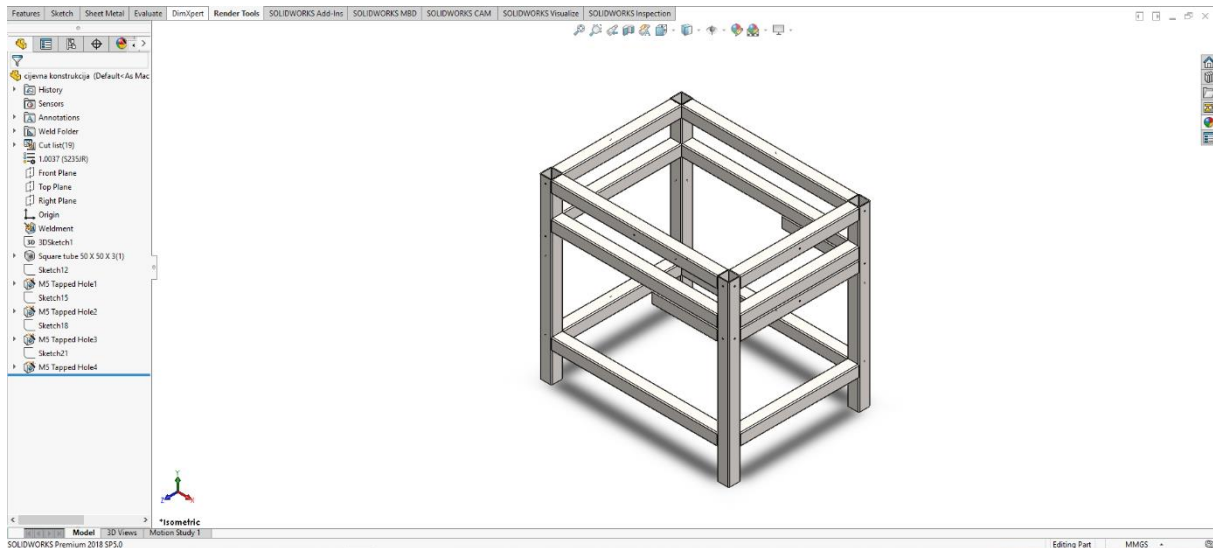 Features Sketch Sheet Metal Evaluate DimXpert Render Tools SOLIDWORKS Add-Ins SOLIDWORKS MBD SOLIDWORKS CAM SOLIDWORKS Visualize SOLIDWORKS Inspection
cijevna konstrukcija (Default<As Mac
History
Sensors
Annotations
Weld Folder
Cut list(19)
1.0037 (S235JR)
Front Plane
Top Plane
Right Plane
Origin
Weldment
3DSketch1
Square tube 50 X 50 X 3(1)
Sketch12
M5 Tapped Hole1
Sketch15
M5 Tapped Hole2
Sketch18
M5 Tapped Hole3
Sketch21
M5 Tapped Hole4
Y
Z X
*Isometric
Model 3D Views Motion Study 1
SOLIDWORKS Premium 2018 SP5.0 Editing Part MMGS